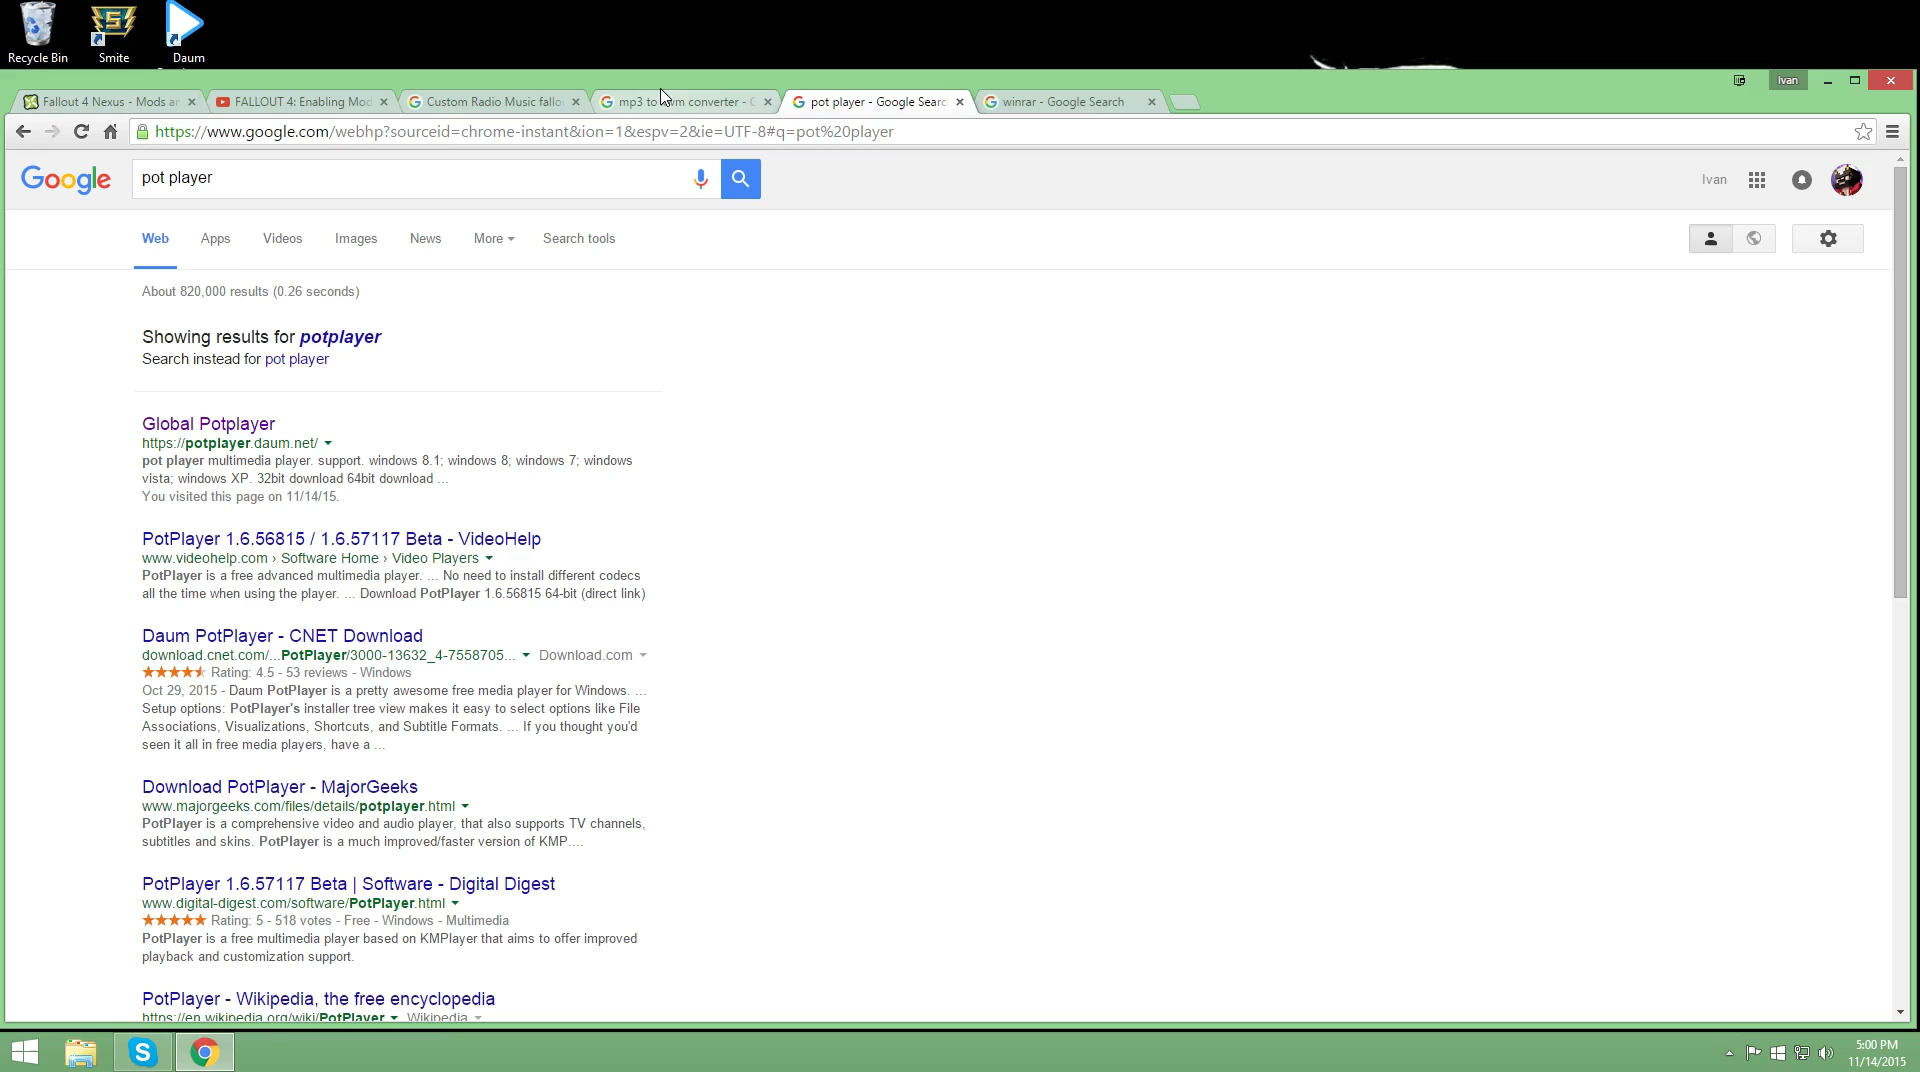 Recycle Bin
Smite
Daum
Ivan
Fallout 4 Nexus - Mods an
FALLOUT 4: Enabling Mod
Custom Radio Music fallo
mp3 to wm converter - G
pot player - Google Searc
winrar - Google Search
https://www.google.com/webhp?sourceid=chrome-instant&ion=1&espv=2&ie=UTF-8#q=pot%20player
Google
pot player
Ivan
Web
Apps
Videos
Images
News
More
Search tools
About 820,000 results (0.26 seconds)
Showing results for potplayer
Search instead for pot player
Global Potplayer
https://potplayer.daum.net/
pot player multimedia player. support. windows 8.1; windows 8; windows 7; windows
vista; windows XP. 32bit download 64bit download ...
You visited this page on 11/14/15.
PotPlayer 1.6.56815 / 1.6.57117 Beta - VideoHelp
www.videohelp.com › Software Home › Video Players
PotPlayer is a free advanced multimedia player. ... No need to install different codecs
all the time when using the player. ... Download PotPlayer 1.6.56815 64-bit (direct link)
Daum PotPlayer - CNET Download
download.cnet.com/...PotPlayer/3000-13632_4-7558705... Download.com
Rating: 4.5 - 53 reviews - Windows
Oct 29, 2015 - Daum PotPlayer is a pretty awesome free media player for Windows. ...
Setup options: PotPlayer's installer tree view makes it easy to select options like File
Associations, Visualizations, Shortcuts, and Subtitle Formats. ... If you thought you'd
seen it all in free media players, have a ...
Download PotPlayer - MajorGeeks
www.majorgeeks.com/files/details/potplayer.html
PotPlayer is a comprehensive video and audio player, that also supports TV channels,
subtitles and skins. PotPlayer is a much improved/faster version of KMP....
PotPlayer 1.6.57117 Beta | Software - Digital Digest
www.digital-digest.com/software/PotPlayer.html
Rating: 5 - 518 votes - Free - Windows - Multimedia
PotPlayer is a free multimedia player based on KMPlayer that aims to offer improved
playback and customization support.
PotPlayer - Wikipedia, the free encyclopedia
https://en.wikipedia.org/wiki/PotPlayer Wikipedia
5:00 PM
11/14/2015